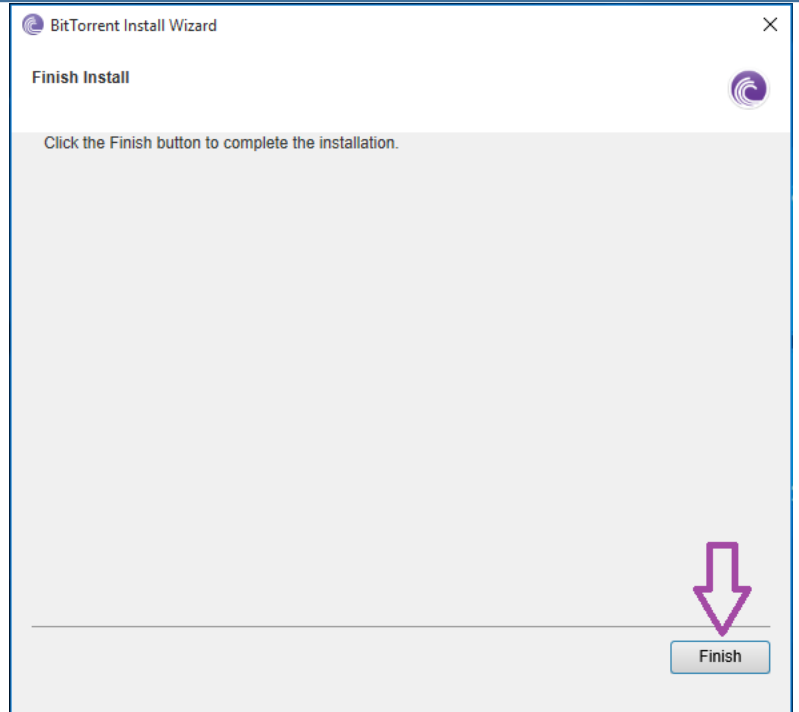 BitTorrent Install Wizard
Finish Install
Click the Finish button to complete the installation.
Finish